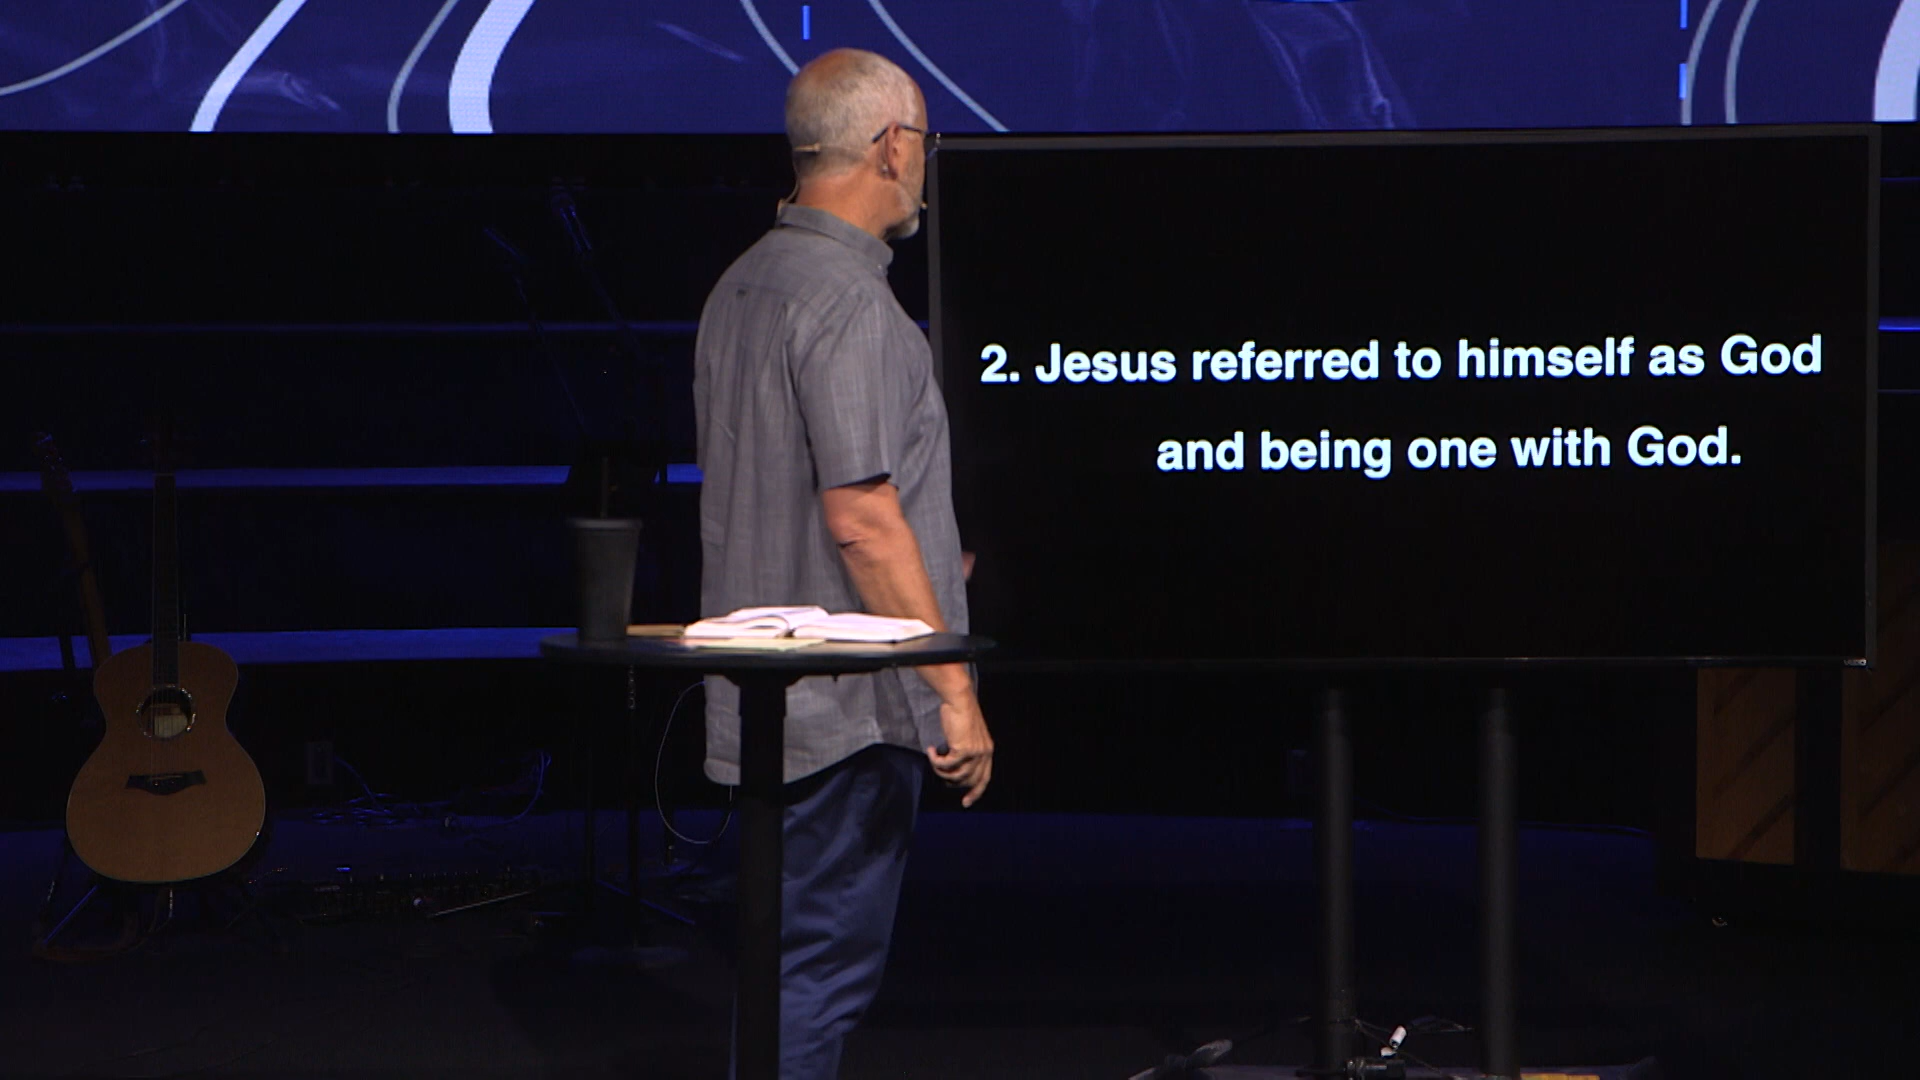 2. Jesus referred to himself as God
and being one with God.